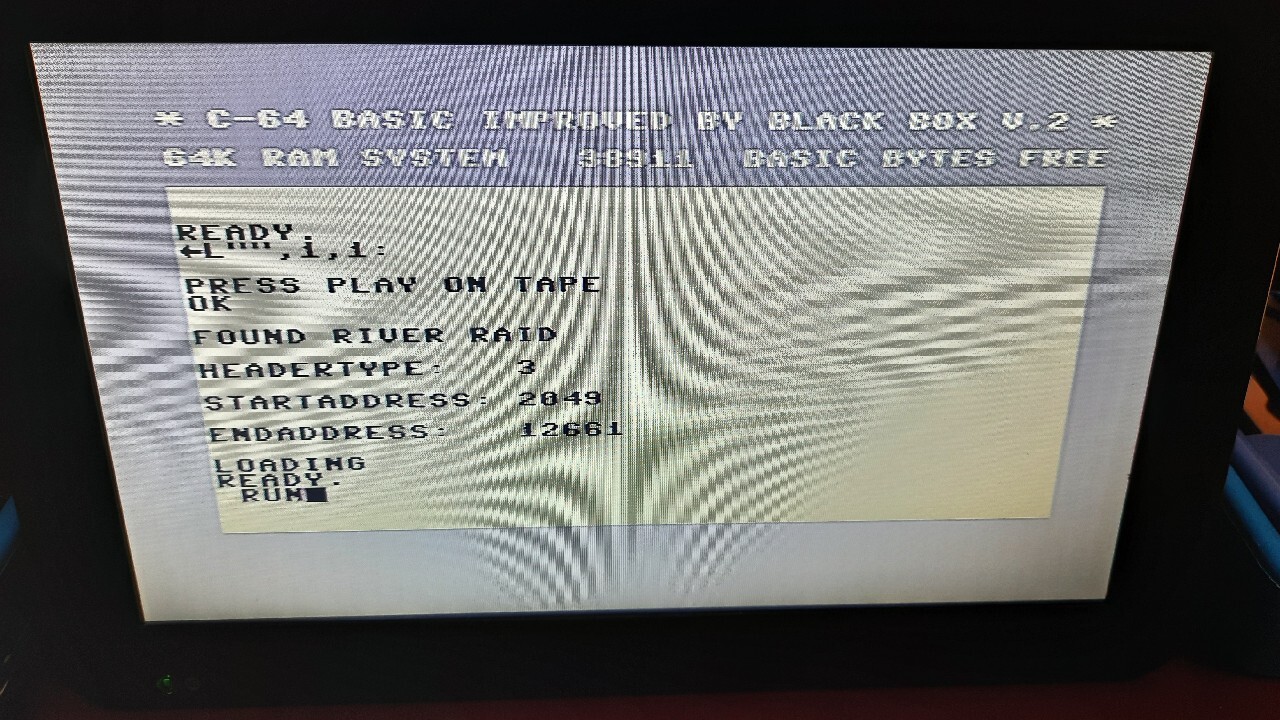 * C-64 BASIC IMPROVED BY BLACK BOX V.2 *
64K RAM SYSTEM 38911 BASIC BYTES FREE
READY.
←L"",1,1:
PRESS PLAY ON TAPE
OK
FOUND RIVER RAID
HEADERTYPE: 3
STARTADDRESS: 2049
ENDADDRESS: 12661
LOADING
READY.
RUN